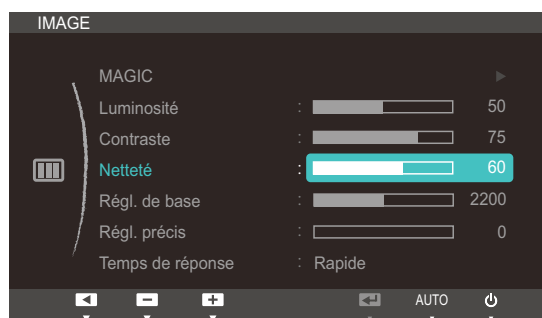 IMAGE
MAGIC
Luminosité : 50
Contraste : 75
Netteté : 60
Régl. de base : 2200
Régl. précis : 0
Temps de réponse : Rapide
AUTO